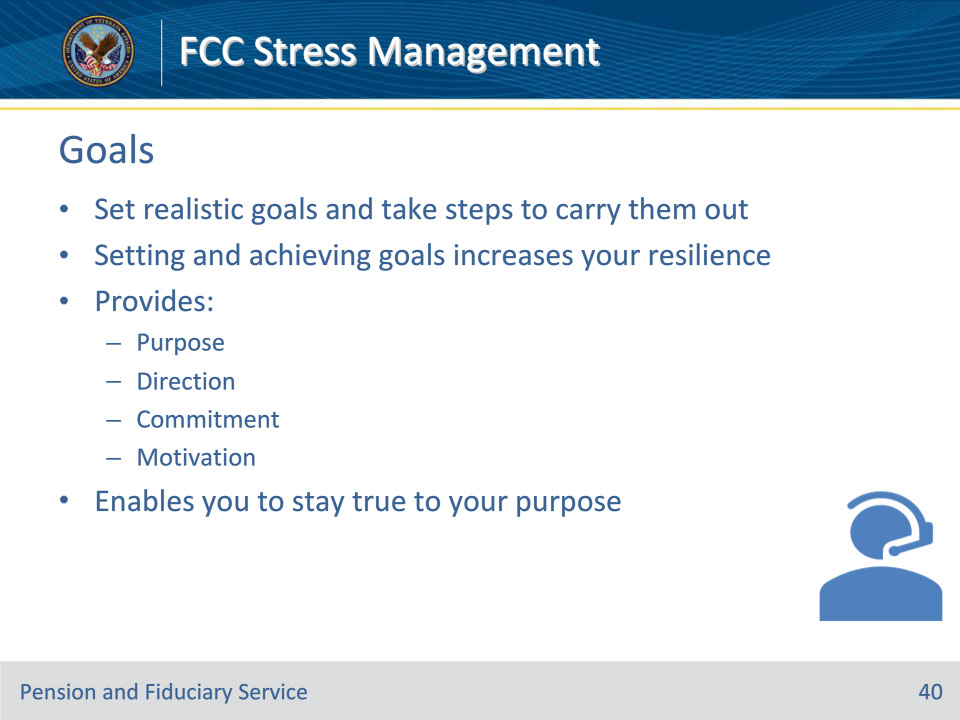 FCC Stress Management
Goals
• Set realistic goals and take steps to carry them out
• Setting and achieving goals increases your resilience
• Provides:
– Purpose
– Direction
– Commitment
– Motivation
• Enables you to stay true to your purpose
Pension and Fiduciary Service
40